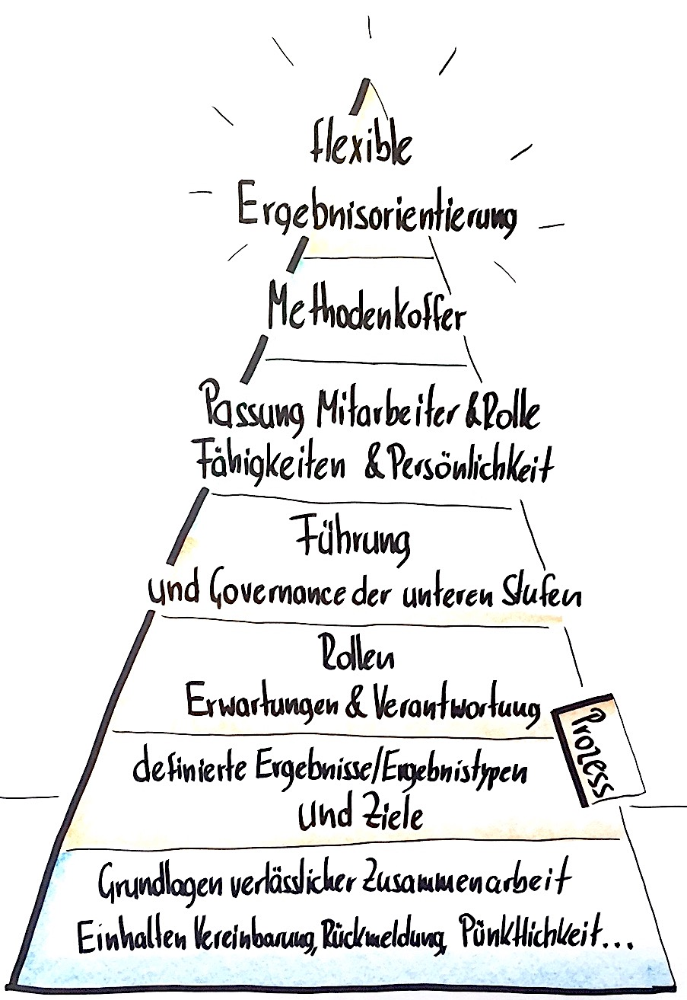 flexible
Ergebnisorientierung
Methodenkoffer
Passung Mitarbeiter & Rolle
Fähigkeiten & Persönlichkeit
Führung
und Governance der unteren Stufen
Rollen
Erwartungen & Verantwortung
Prozess
definierte Ergebnisse/Ergebnistypen
und Ziele
Grundlagen verlässlicher Zusammenarbeit
Einhalten Vereinbarung, Rückmeldung, Pünktlichkeit...